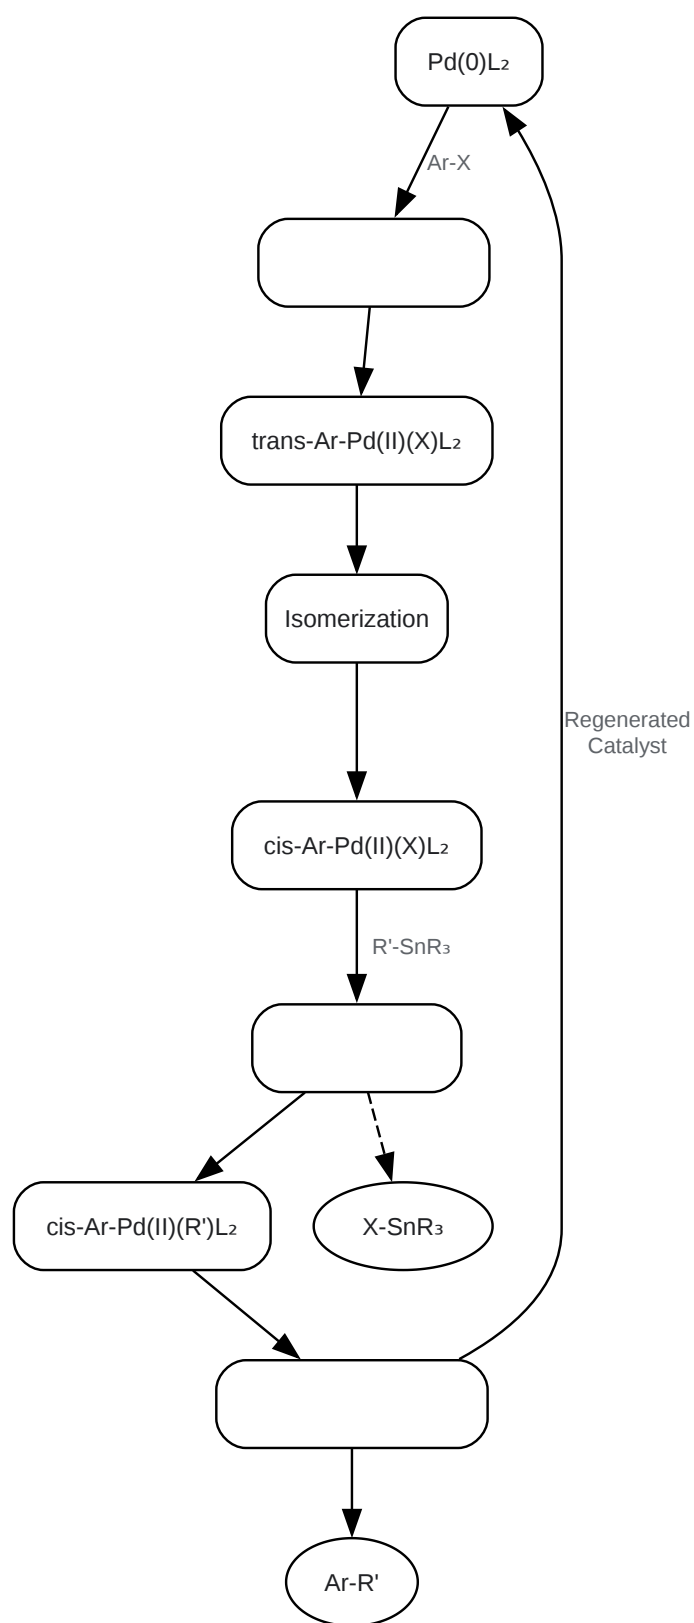 Pd(0)L₂
Ar-X
trans-Ar-Pd(II)(X)L₂
Isomerization
Regenerated
Catalyst
cis-Ar-Pd(II)(X)L₂
R'-SnR₃
cis-Ar-Pd(II)(R')L₂
X-SnR₃
Ar-R'